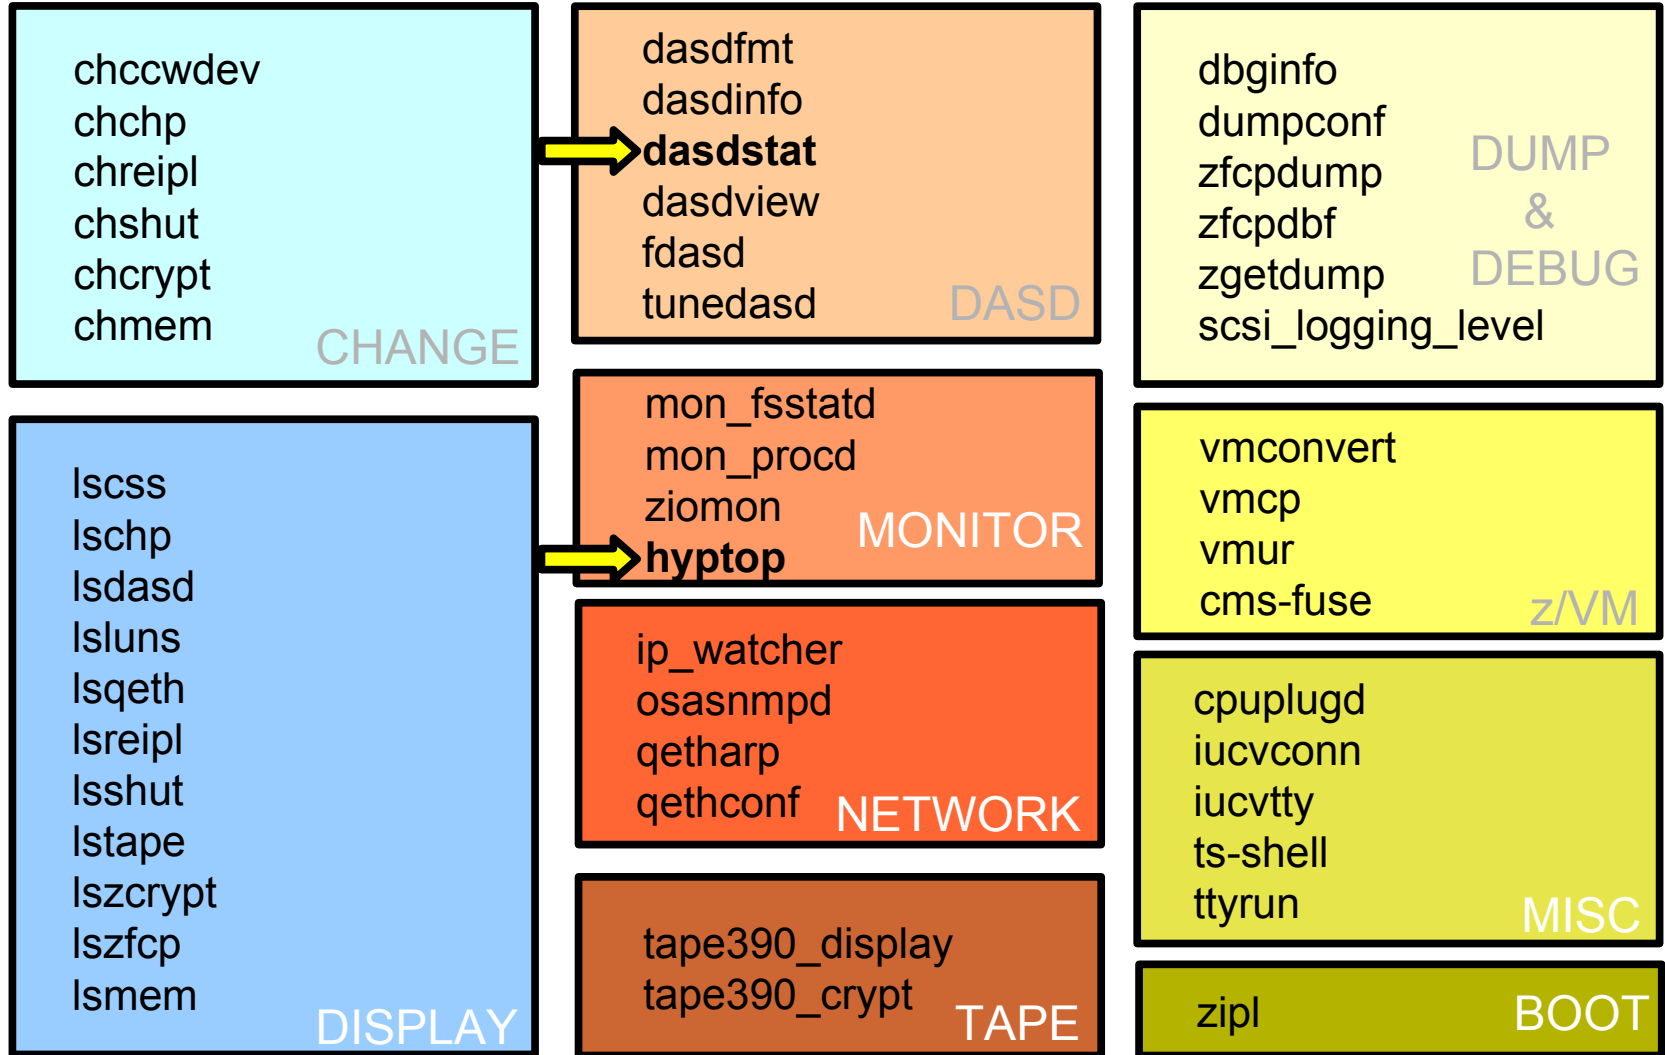 chccwdev
chchp
chreipl
chshut
chcrypt
chmem
CHANGE
lscss
lschp
lsdasd
lsluns
lsqeth
lsreipl
lsshut
lstape
lszcrypt
lszfcp
lsmem
DISPLAY
dasdfmt
dasdinfo
dasdstat
dasdview
fdasd
tunedasd
DASD
mon_fsstatd
mon_procd
ziomon
hyptop
MONITOR
ip_watcher
osasnmpd
qetharp
qethconf
NETWORK
tape390_display
tape390_crypt
TAPE
dbginfo
dumpconf
zfcpdump
zfcpdbf
zgetdump
scsi_logging_level
DUMP
&
DEBUG
vmconvert
vmcp
vmur
cms-fuse
z/VM
cpuplugd
iucvconn
iucvtty
ts-shell
ttyrun
MISC
zipl
BOOT